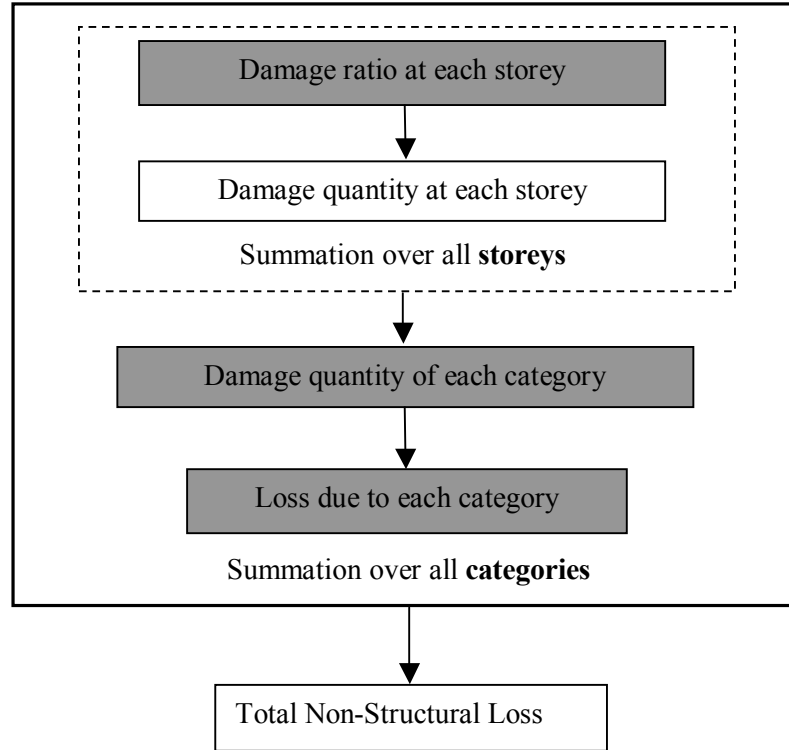 Damage ratio at each storey
Damage quantity at each storey
Summation over all storeys
Damage quantity of each category
Loss due to each category
Summation over all categories
Total Non-Structural Loss